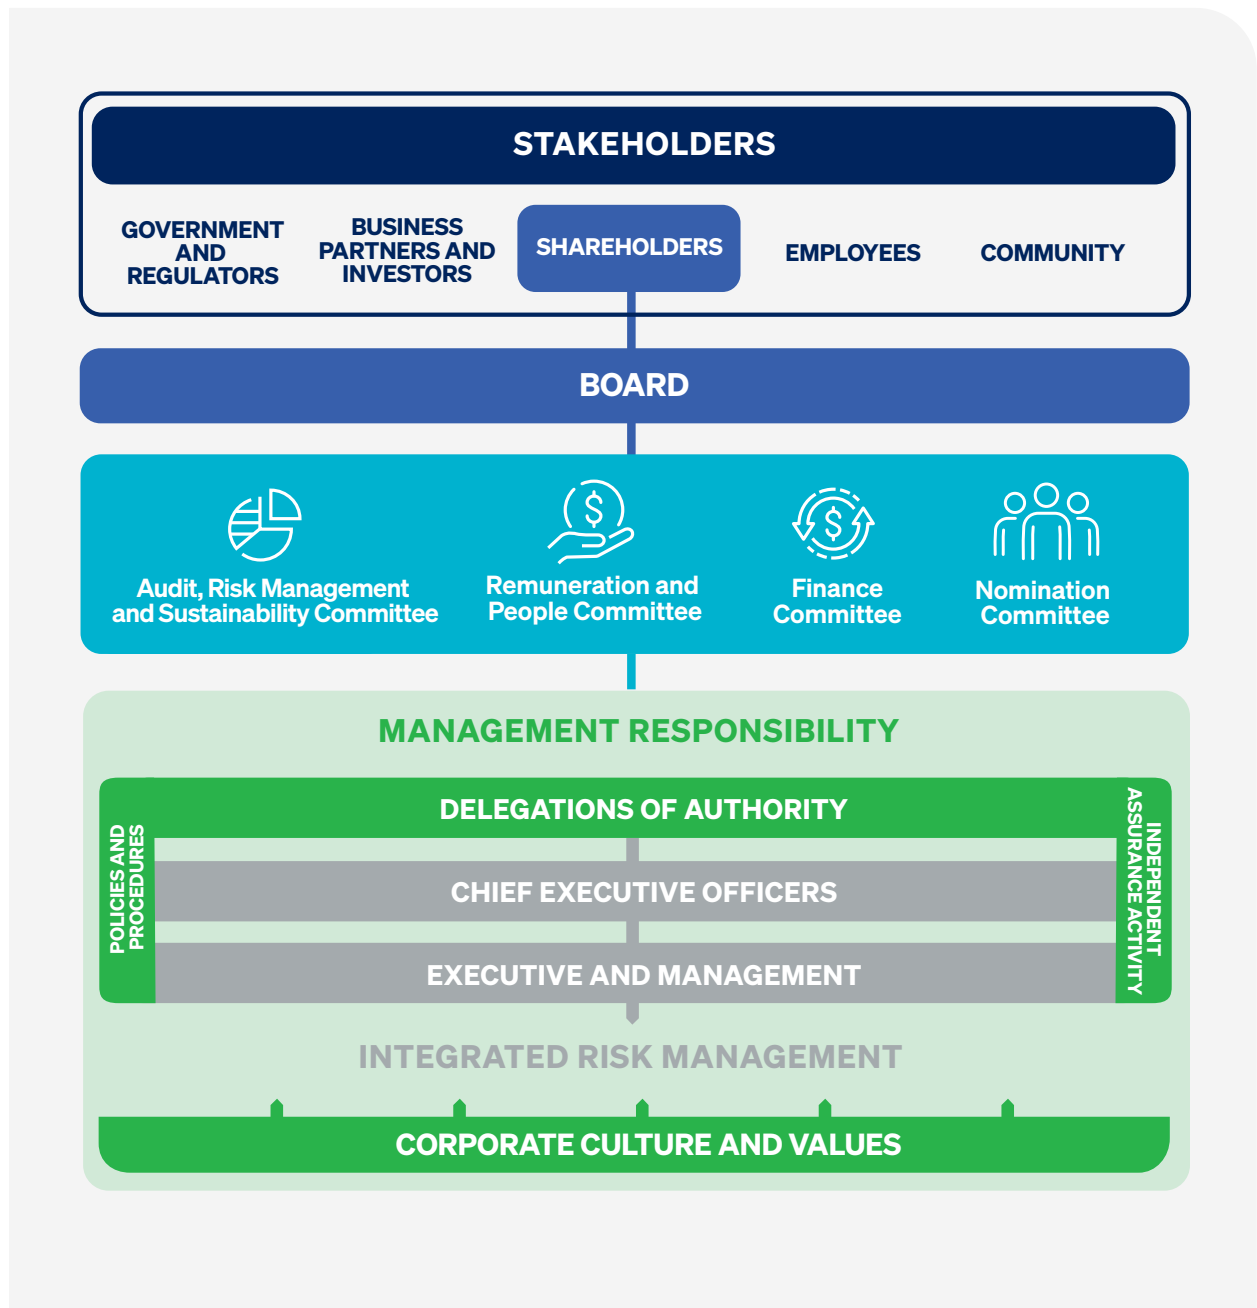 STAKEHOLDERS
GOVERNMENT
AND
REGULATORS
BUSINESS
PARTNERS AND
INVESTORS
SHAREHOLDERS
EMPLOYEES
COMMUNITY
BOARD
Audit, Risk Management
and Sustainability Committee
Remuneration and
People Committee
Finance
Committee
Nomination
Committee
MANAGEMENT RESPONSIBILITY
POLICIES AND
PROCEDURES
DELEGATIONS OF AUTHORITY
CHIEF EXECUTIVE OFFICERS
EXECUTIVE AND MANAGEMENT
INDEPENDENT
ASSURANCE ACTIVITY
INTEGRATED RISK MANAGEMENT
CORPORATE CULTURE AND VALUES